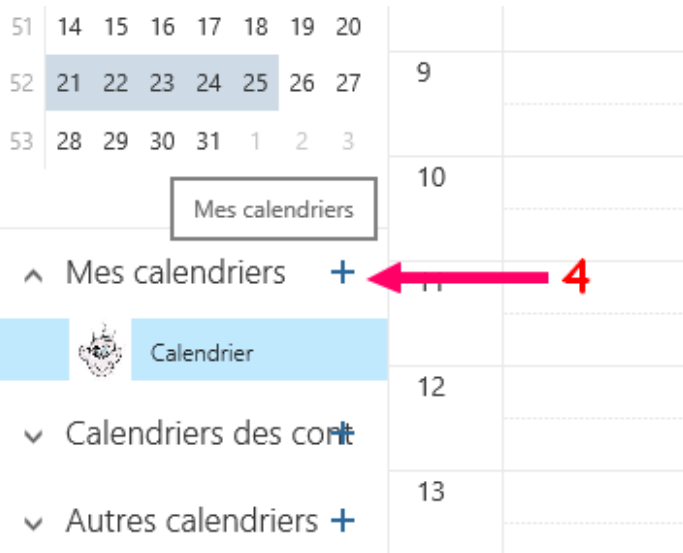 51 14 15 16 17 18 19 20
52 21 22 23 24 25 26 27
53 28 29 30 31 1 2 3
Mes calendriers
Mes calendriers +
Calendrier
Calendriers des cont +
Autres calendriers +
9
10
11
4
12
13